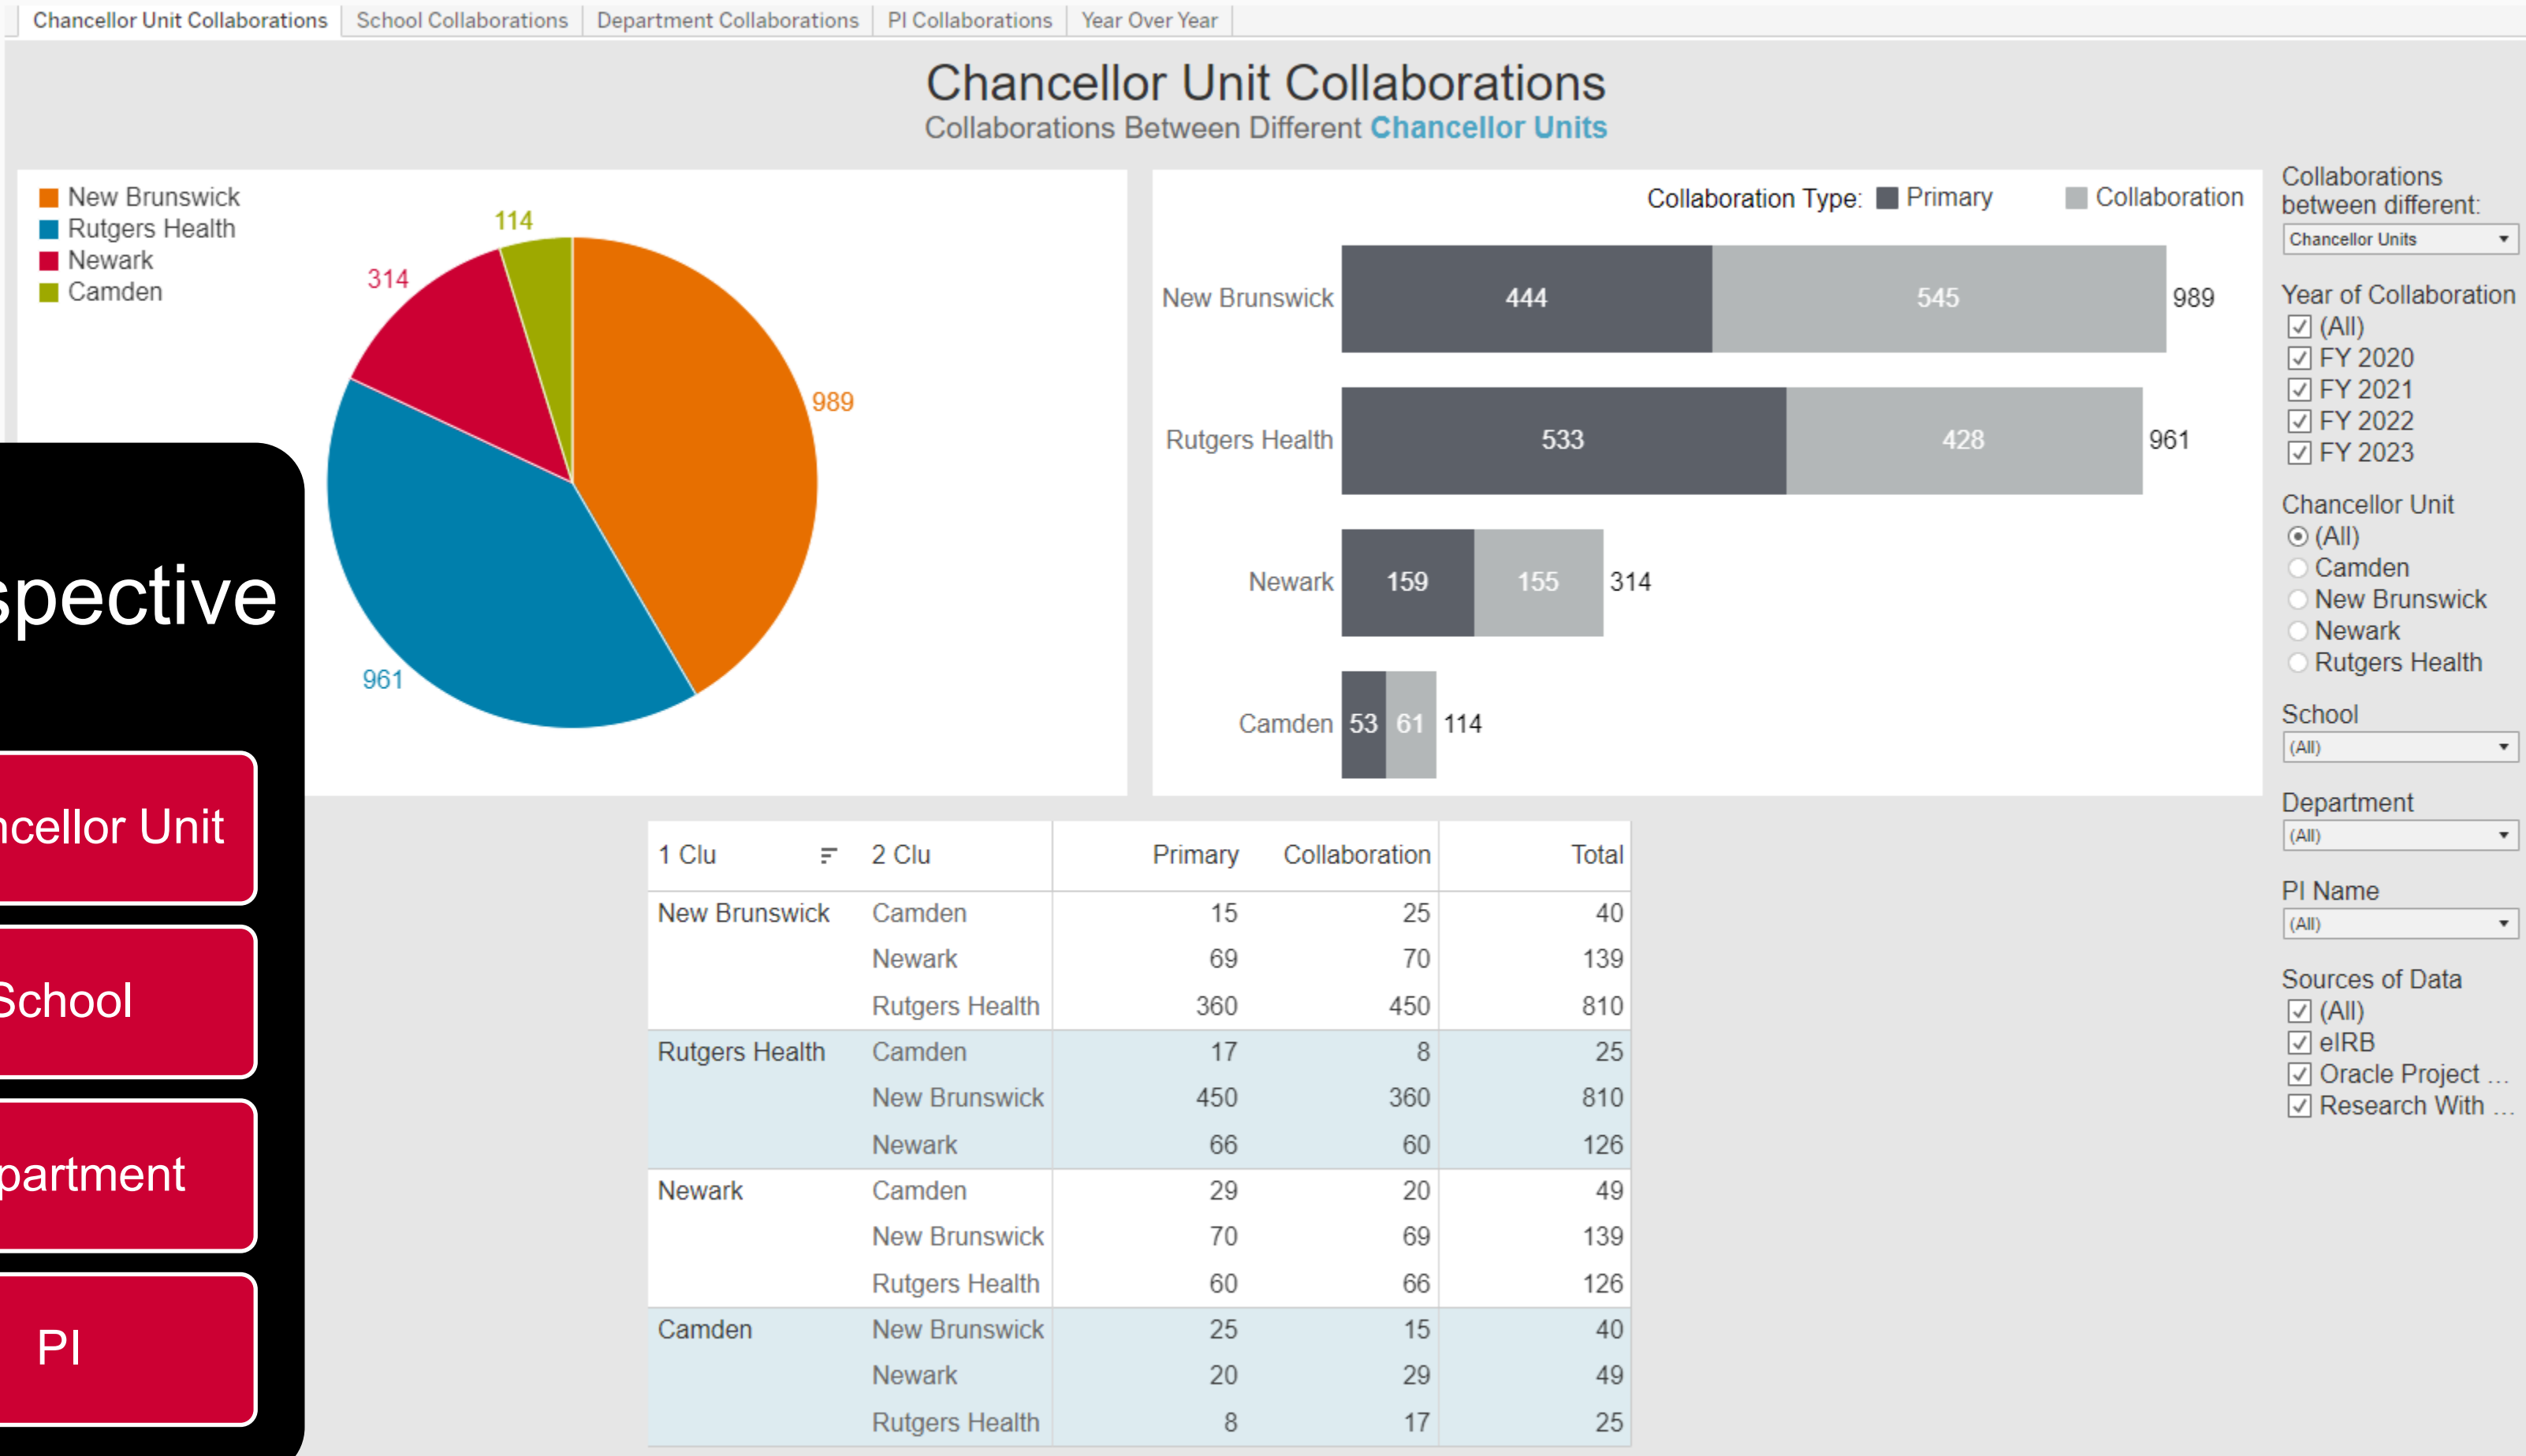 Chancellor Unit Collaborations School Collaborations Department Collaborations PI Collaborations Year Over Year
Chancellor Unit Collaborations
Collaborations Between Different Chancellor Units
New Brunswick
Rutgers Health
Newark
Camden
114
314
989
961
Collaboration Type: Primary Collaboration
New Brunswick 444 545 989
Rutgers Health 533 428 961
Newark 159 155 314
Camden 53 61 114
Collaborations
between different:
Chancellor Units
Year of Collaboration
(All)
FY 2020
FY 2021
FY 2022
FY 2023
Chancellor Unit
(All)
Camden
New Brunswick
Newark
Rutgers Health
School
(All)
Department
(All)
PI Name
(All)
Sources of Data
(All)
eIRB
Oracle Project ...
Research With ...
spective
ncellor Unit
School
partment
PI
1 Clu 2 Clu Primary Collaboration Total
New Brunswick Camden 15 25 40
Newark 69 70 139
Rutgers Health 360 450 810
Rutgers Health Camden 17 8 25
New Brunswick 450 360 810
Newark 66 60 126
Newark Camden 29 20 49
New Brunswick 70 69 139
Rutgers Health 60 66 126
Camden New Brunswick 25 15 40
Newark 20 29 49
Rutgers Health 8 17 25